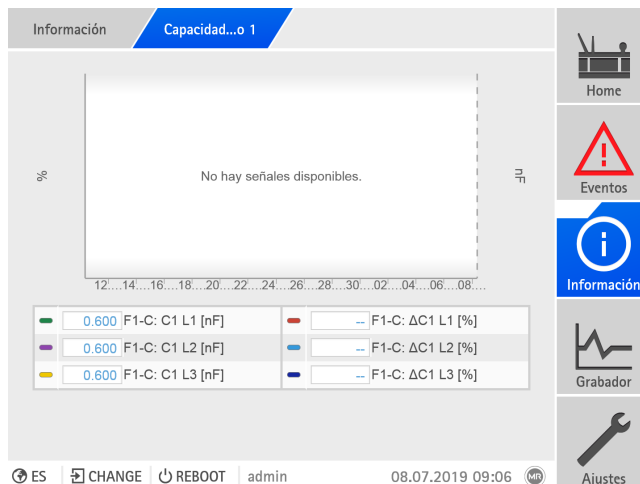 Información
Capacidad...o 1
Home
%
No hay señales disponibles.
nF
Eventos
12'....14'....16'....18'....20'....22'....24'....26'....28'....30'....02'....04'....06'....08'....
Información
0.600 F1-C: C1 L1 [nF]
-- F1-C: ΔC1 L1 [%]
0.600 F1-C: C1 L2 [nF]
-- F1-C: ΔC1 L2 [%]
0.600 F1-C: C1 L3 [nF]
-- F1-C: ΔC1 L3 [%]
Grabador
ES CHANGE REBOOT admin 08.07.2019 09:06 MR
Ajustes